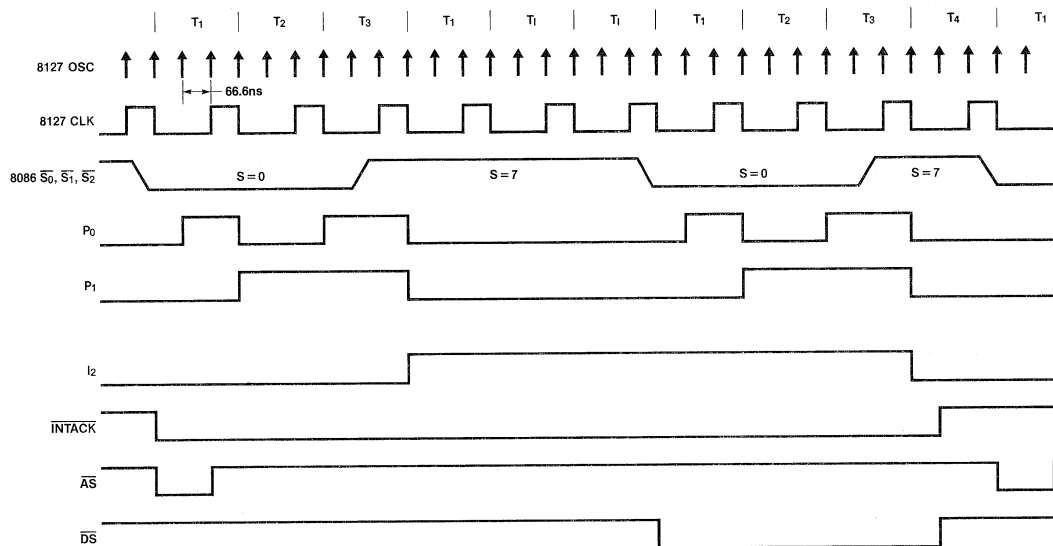 T1 T2 T3 T1 TI TI T1 T2 T3 T4 T1
8127 OSC
66.6ns
8127 CLK
8086 S0, S1, S2
S = 0 S = 7 S = 0 S = 7
P0
P1
I2
INTACK
AS
DS